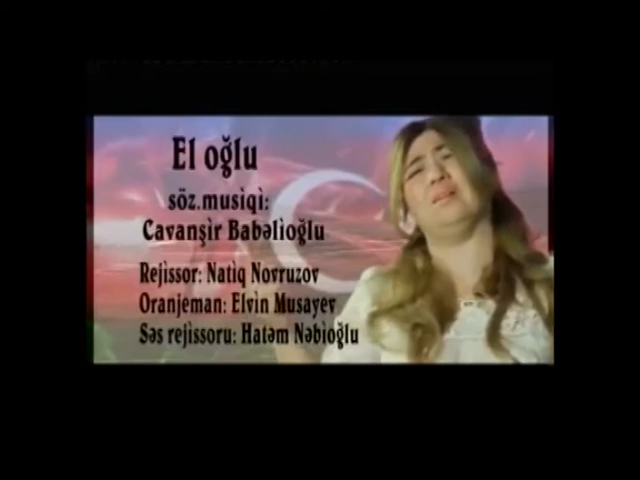 El oğlu
söz.musiqi:
Cavanşir Babəlioğlu
Rejissor: Natiq Novruzov
Oranjeman: Elvin Musayev
Səs rejissoru: Hatəm Nəbioğlu